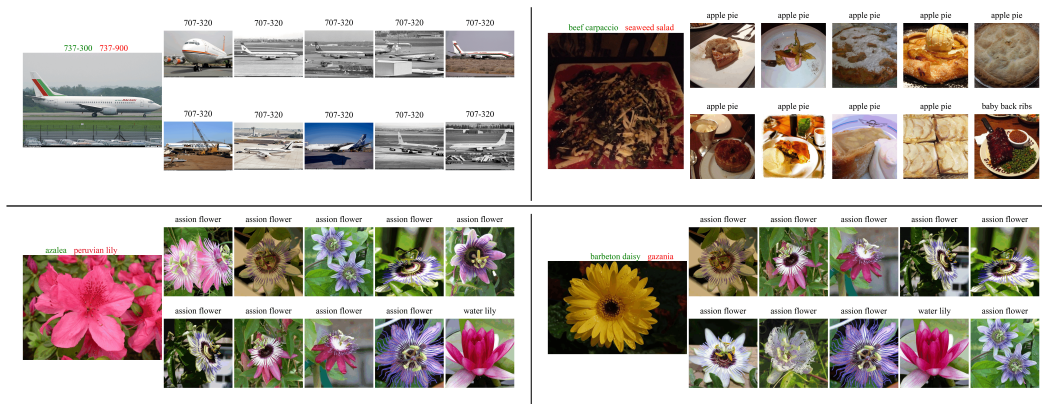 737-300 737-900
707-320 707-320 707-320 707-320 707-320
707-320 707-320 707-320 707-320 707-320
beef carpaccio seaweed salad
apple pie apple pie apple pie apple pie apple pie
apple pie apple pie apple pie apple pie baby back ribs
azalea peruvian lily
assion flower assion flower assion flower assion flower assion flower
assion flower assion flower assion flower assion flower water lily
barbeton daisy gazania
assion flower assion flower assion flower assion flower assion flower
assion flower assion flower assion flower water lily assion flower